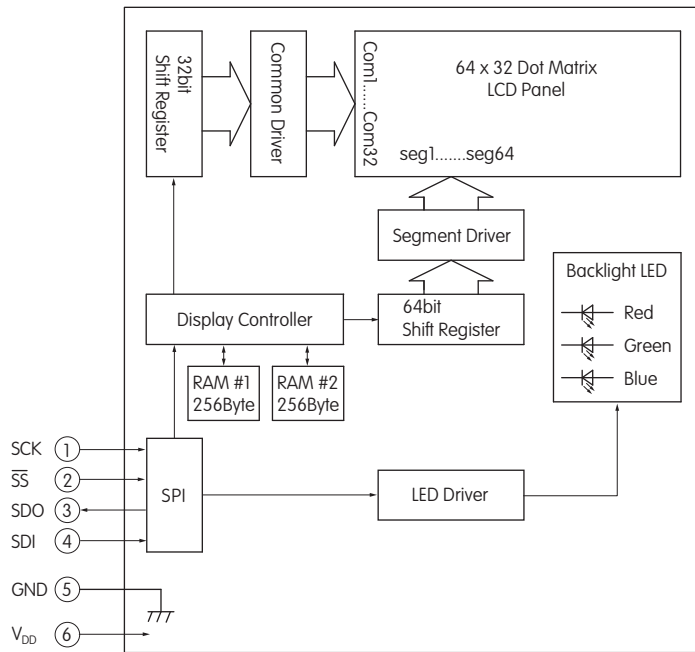 32bit
Shift Register
Common Driver
Com1......Com32
64 x 32 Dot Matrix
LCD Panel
seg1.......seg64
Segment Driver
Backlight LED
Red
Green
Blue
Display Controller
64bit
Shift Register
RAM #1
256Byte
RAM #2
256Byte
SCK 1
S̅S̅ 2
SDO 3
SDI 4
SPI
LED Driver
GND 5
VDD 6